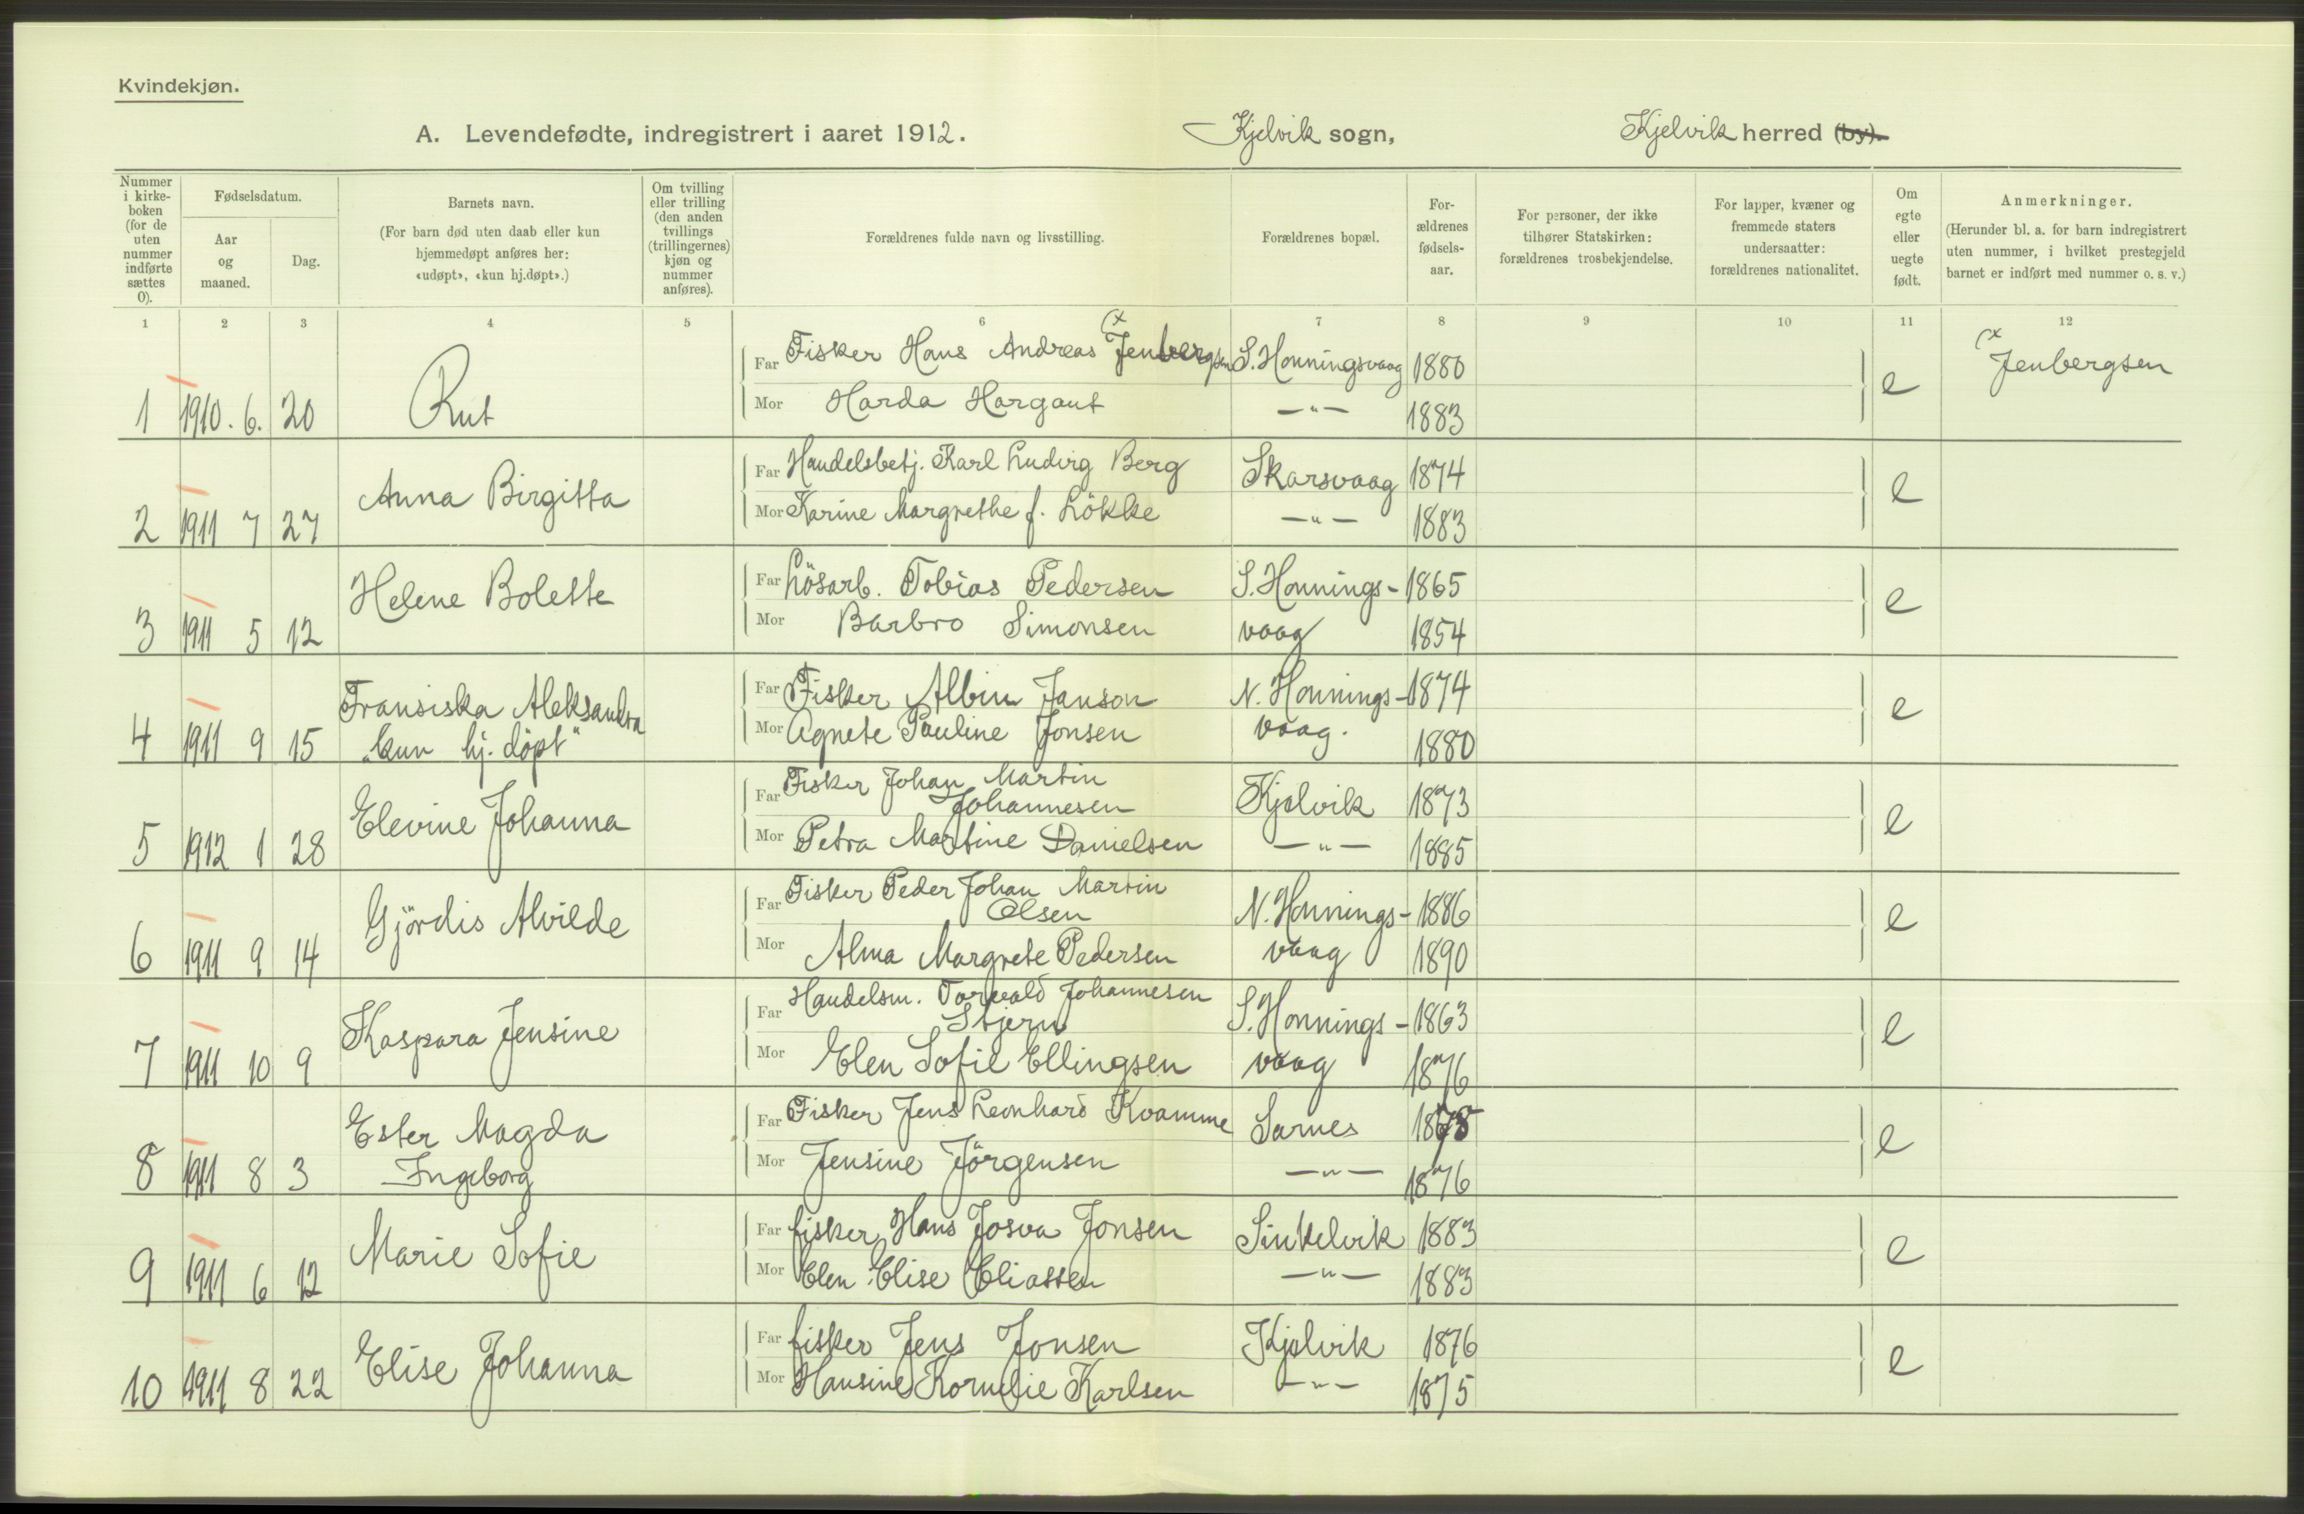 Kvindekjøn.
A. Levendefødte, indregistrert i aaret 1912. Kjelvik sogn, Kjelvik herred (by).
Nummer i kirkeboken (for de uten nummer indførte sættes 0).
Fødselsdatum.
Aar og maaned.
Dag.
Barnets navn.
(For barn død uten daab eller kun hjemmedøpt anføres her: «udøpt», «kun hj.døpt».)
Om tvilling eller trilling (den anden tvillings (trillingernes) kjøn og nummer anføres).
Forældrenes fulde navn og livsstilling.
Forældrenes bopæl.
Forældrenes fødselsaar.
For personer, der ikke tilhører Statskirken: forældrenes trosbekjendelse.
For lapper, kvæner og fremmede staters undersaatter: forældrenes nationalitet.
Om egte eller uegte født.
Anmerkninger.
(Herunder bl. a. for barn indregistrert uten nummer, i hvilket prestegjeld barnet er indført med nummer o. s. v.)
1 2 3 4 5 6 7 8 9 10 11 12
1 1910. 6. 20 Rut
Far Fisker Hans Andreas (x Jenbergsen S. Honningsvaag 1880 e (x Jenbergsen
Mor Harda Hargaut —"— 1883
2 1911 7 27 Anna Birgitta
Far Handelsbetj. Karl Ludvig Berg Skarsvaag 1874 e
Mor Karine Margrethe f. Lökke —"— 1883
3 1911 5 12 Helene Bolette
Far Lösarb. Tobias Pedersen S. Honnings- 1865 e
Mor Barbro Simonsen vaag 1854
4 1911 9 15 Fransiska Aleksandra
"kun hj. døpt"
Far Fisker Albin Janson N. Honnings- 1874 e
Mor Agnete Pauline Jonsen vaag. 1880
5 1912 1 28 Elevine Johanna
Far Fisker Johan Martin
Johannesen Kjelvik 1873 e
Mor Petra Martine Danielsen —"— 1885
6 1911 9 14 Gjördis Alvilde
Far Fisker Peder Johan Martin
Olsen N. Honnings- 1886 e
Mor Alma Margrete Pedersen vaag 1890
7 1911 10 9 Kaspara Jensine
Far Handelsm. Torvald Johannesen
Stjern S. Honnings- 1863 e
Mor Elen Sofie Ellingsen vaag 1876
8 1911 8 3 Ester Magda
Ingeborg
Far Fisker Jens Leonhard Kvamme Sarnes 1878 e
Mor Jensine Jörgensen —"— 1876
9 1911 6 12 Marie Sofie
Far fisker Hans Josva Jonsen Sinkelvik 1883 e
Mor Elen Elise Eliassen —"— 1883
10 1911 8 22 Elise Johanna
Far fisker Jens Jonsen Kjelvik 1876 e
Mor Hansine Kornelie Karlsen —"— 1875